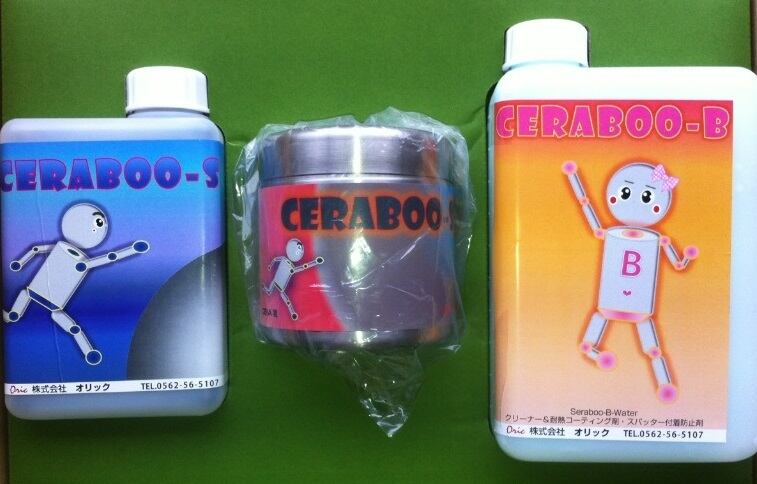 CERABOO-S
Oric 株式会社 オリック TEL.0562-56-5107
CERABOO-S
CERABOO-B
B
Seraboo-B-Water
クリーナー＆耐熱コーティング剤・スパッター付着防止剤
Oric 株式会社 オリック TEL.0562-56-5107